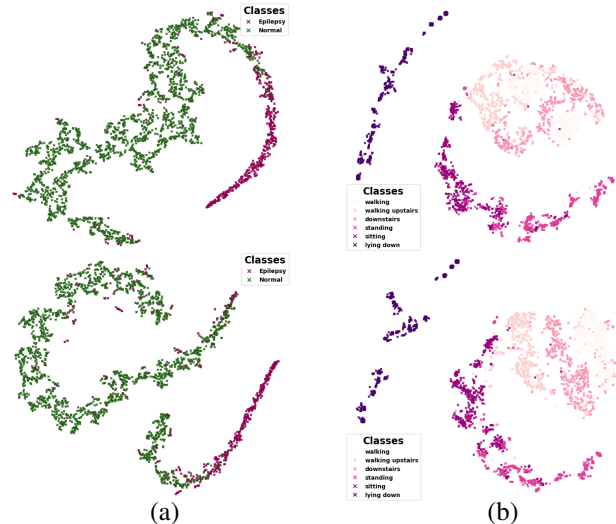 Classes
Epilepsy
Normal
Classes
walking
walking upstairs
downstairs
standing
sitting
lying down
Classes
Epilepsy
Normal
Classes
walking
walking upstairs
downstairs
standing
sitting
lying down
(a)
(b)